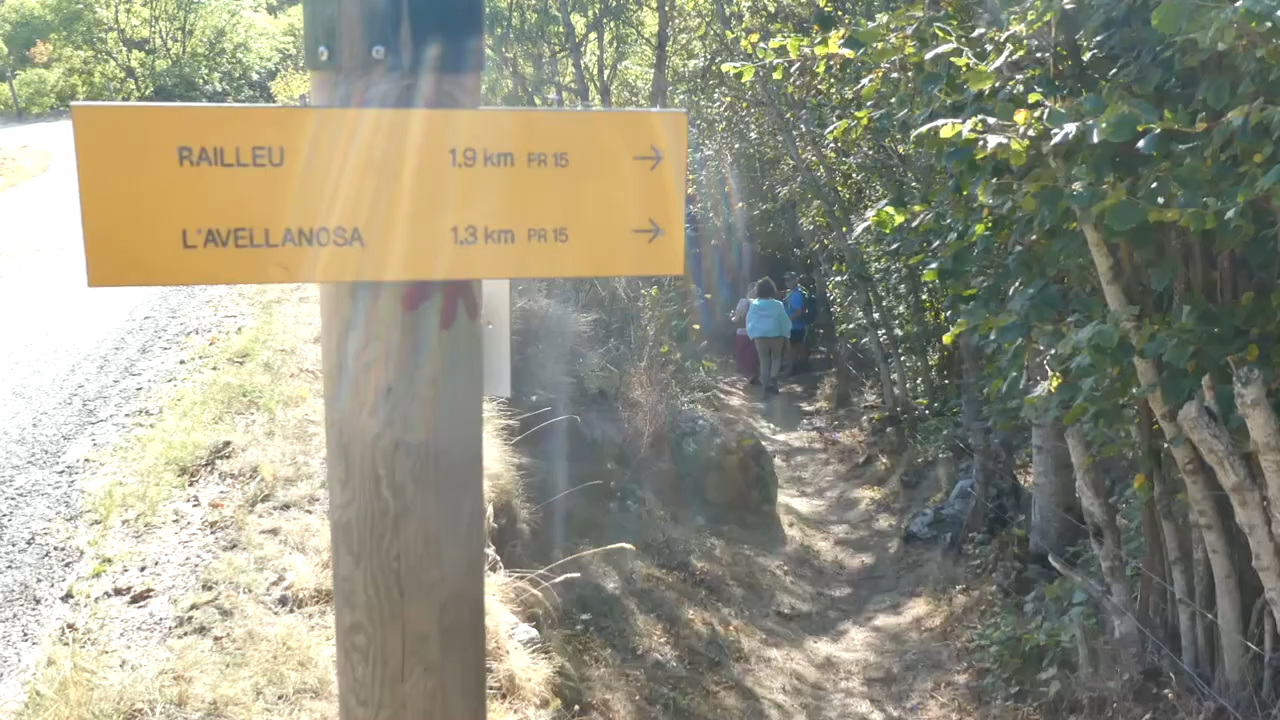 RAILLEU 1.9 km PR 15 →
L'AVELLANOSA 1.3 km PR 15 →